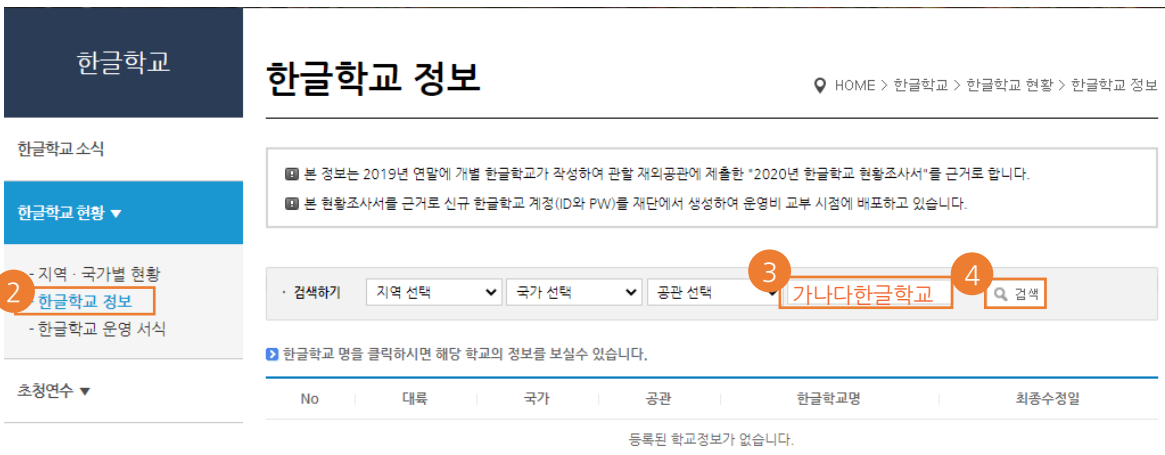 한글학교
한글학교 정보
HOME > 한글학교 > 한글학교 현황 > 한글학교 정보
한글학교 소식
한글학교 현황 ▼
- 지역 · 국가별 현황
2
- 한글학교 정보
- 한글학교 운영 서식
초청연수 ▼
본 정보는 2019년 연말에 개별 한글학교가 작성하여 관할 재외공관에 제출한 "2020년 한글학교 현황조사서"를 근거로 합니다.
본 현황조사서를 근거로 신규 한글학교 계정(ID와 PW)를 재단에서 생성하여 운영비 교부 시점에 배포하고 있습니다.
3
4
· 검색하기 지역 선택 국가 선택 공관 선택 가나다한글학교 검색
한글학교 명을 클릭하시면 해당 학교의 정보를 보실수 있습니다.
No 대륙 국가 공관 한글학교명 최종수정일
등록된 학교정보가 없습니다.